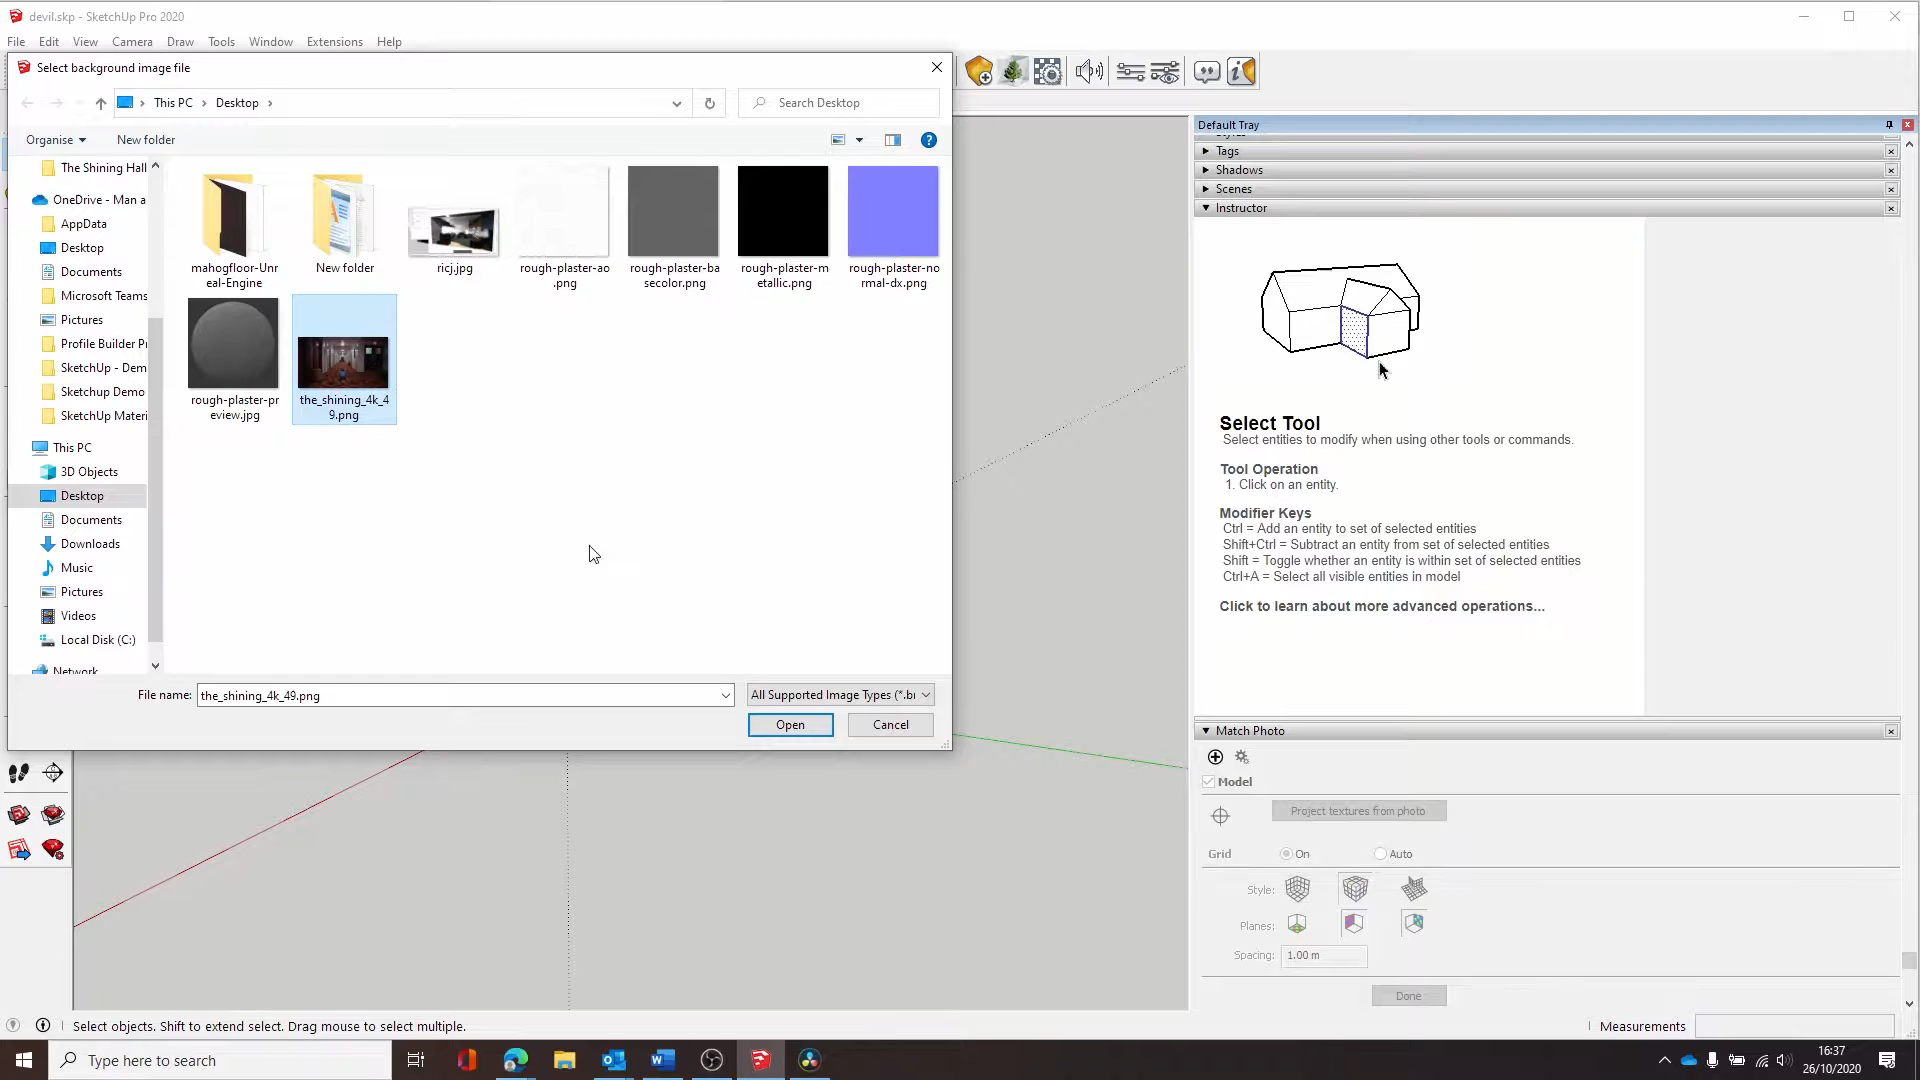 devil.skp - SketchUp Pro 2020
File Edit View Camera Draw Tools Window Extensions Help
Select background image file
This PC > Desktop >
Search Desktop
Organise
New folder
The Shining Hall
OneDrive - Man a
AppData
Desktop
Documents
Microsoft Teams
Pictures
Profile Builder Pr
SketchUp - Dem
Sketchup Demo
SketchUp Materi
This PC
3D Objects
Desktop
Documents
Downloads
Music
Pictures
Videos
Local Disk (C:)
Network
mahogfloor-Unr
eal-Engine
New folder
ricj.jpg
rough-plaster-ao
.png
rough-plaster-ba
secolor.png
rough-plaster-m
etallic.png
rough-plaster-no
rmal-dx.png
rough-plaster-pr
eview.jpg
the_shining_4k_4
9.png
File name: the_shining_4k_49.png
All Supported Image Types (*.b
Open Cancel
Default Tray
Tags
Shadows
Scenes
Instructor
Select Tool
Select entities to modify when using other tools or commands.
Tool Operation
1. Click on an entity.
Modifier Keys
Ctrl = Add an entity to set of selected entities
Shift+Ctrl = Subtract an entity from set of selected entities
Shift = Toggle whether an entity is within set of selected entities
Ctrl+A = Select all visible entities in model
Click to learn about more advanced operations...
Match Photo
Model
Project textures from photo
Grid On Auto
Style:
Planes:
Spacing: 1.00 m
Done
Select objects. Shift to extend select. Drag mouse to select multiple.
Measurements
Type here to search
16:37
26/10/2020